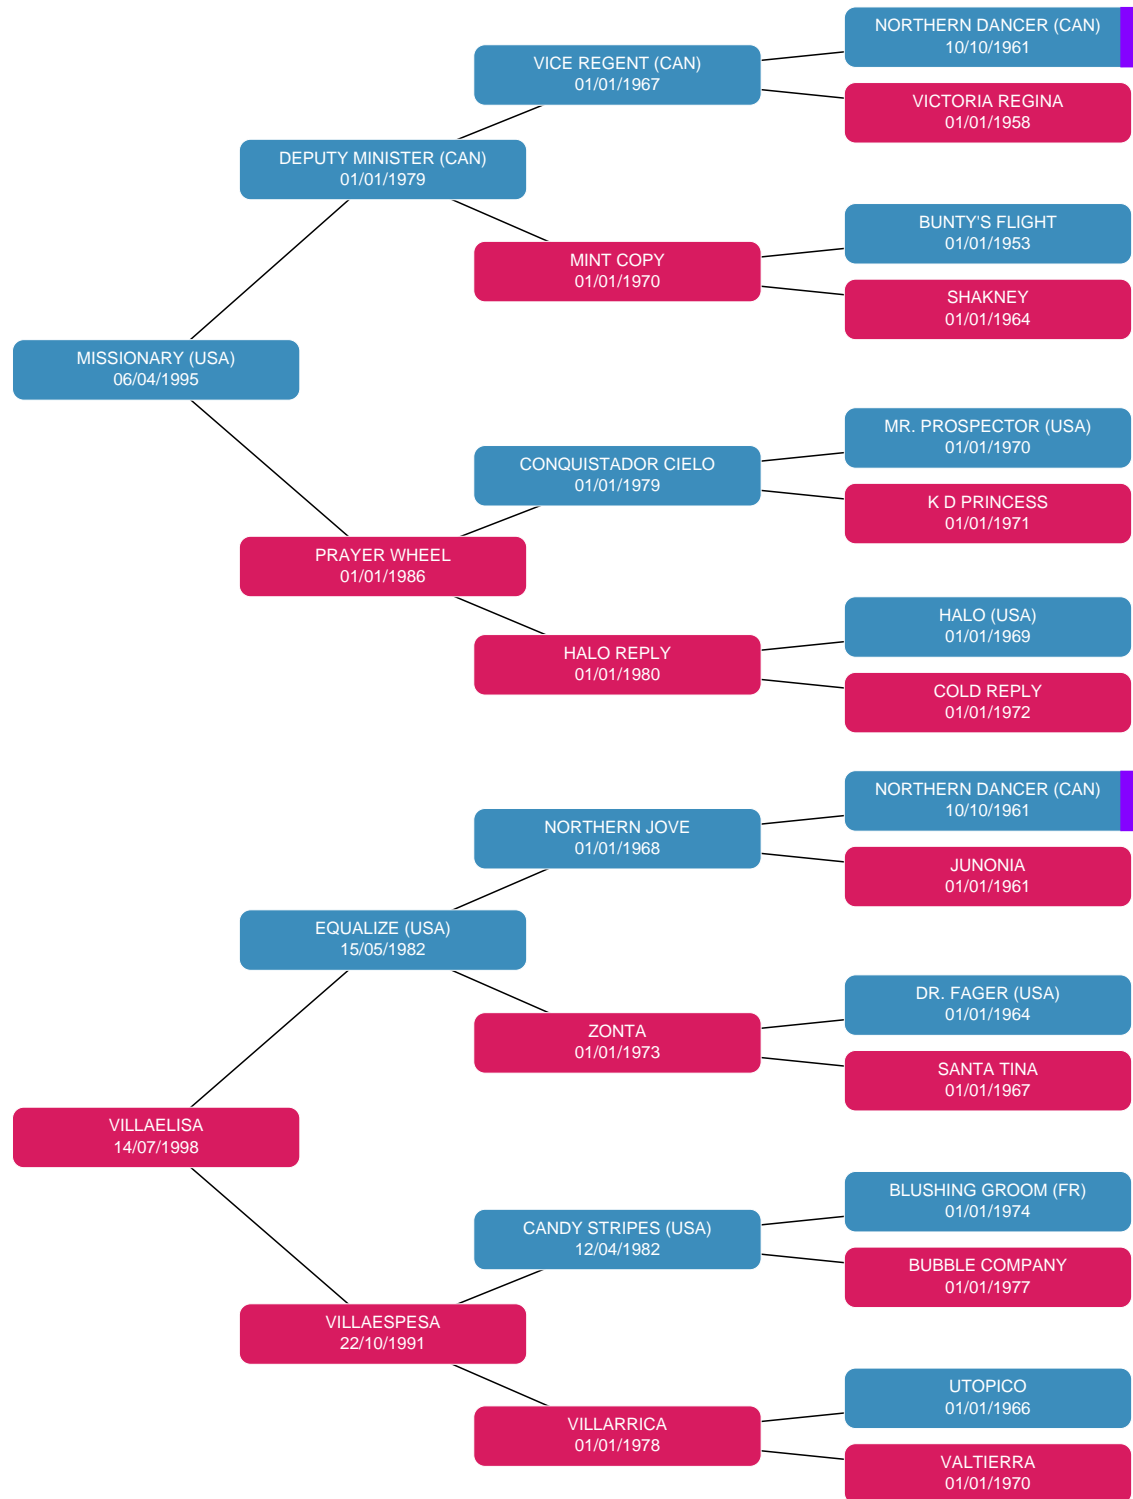 NORTHERN DANCER (CAN)
10/10/1961
VICE REGENT (CAN)
01/01/1967
VICTORIA REGINA
01/01/1958
DEPUTY MINISTER (CAN)
01/01/1979
BUNTY'S FLIGHT
01/01/1953
MINT COPY
01/01/1970
SHAKNEY
01/01/1964
MISSIONARY (USA)
06/04/1995
MR. PROSPECTOR (USA)
01/01/1970
CONQUISTADOR CIELO
01/01/1979
K D PRINCESS
01/01/1971
PRAYER WHEEL
01/01/1986
HALO (USA)
01/01/1969
HALO REPLY
01/01/1980
COLD REPLY
01/01/1972
NORTHERN DANCER (CAN)
10/10/1961
NORTHERN JOVE
01/01/1968
JUNONIA
01/01/1961
EQUALIZE (USA)
15/05/1982
DR. FAGER (USA)
01/01/1964
ZONTA
01/01/1973
SANTA TINA
01/01/1967
VILLAELISA
14/07/1998
BLUSHING GROOM (FR)
01/01/1974
CANDY STRIPES (USA)
12/04/1982
BUBBLE COMPANY
01/01/1977
VILLAESPESA
22/10/1991
UTOPICO
01/01/1966
VILLARRICA
01/01/1978
VALTIERRA
01/01/1970